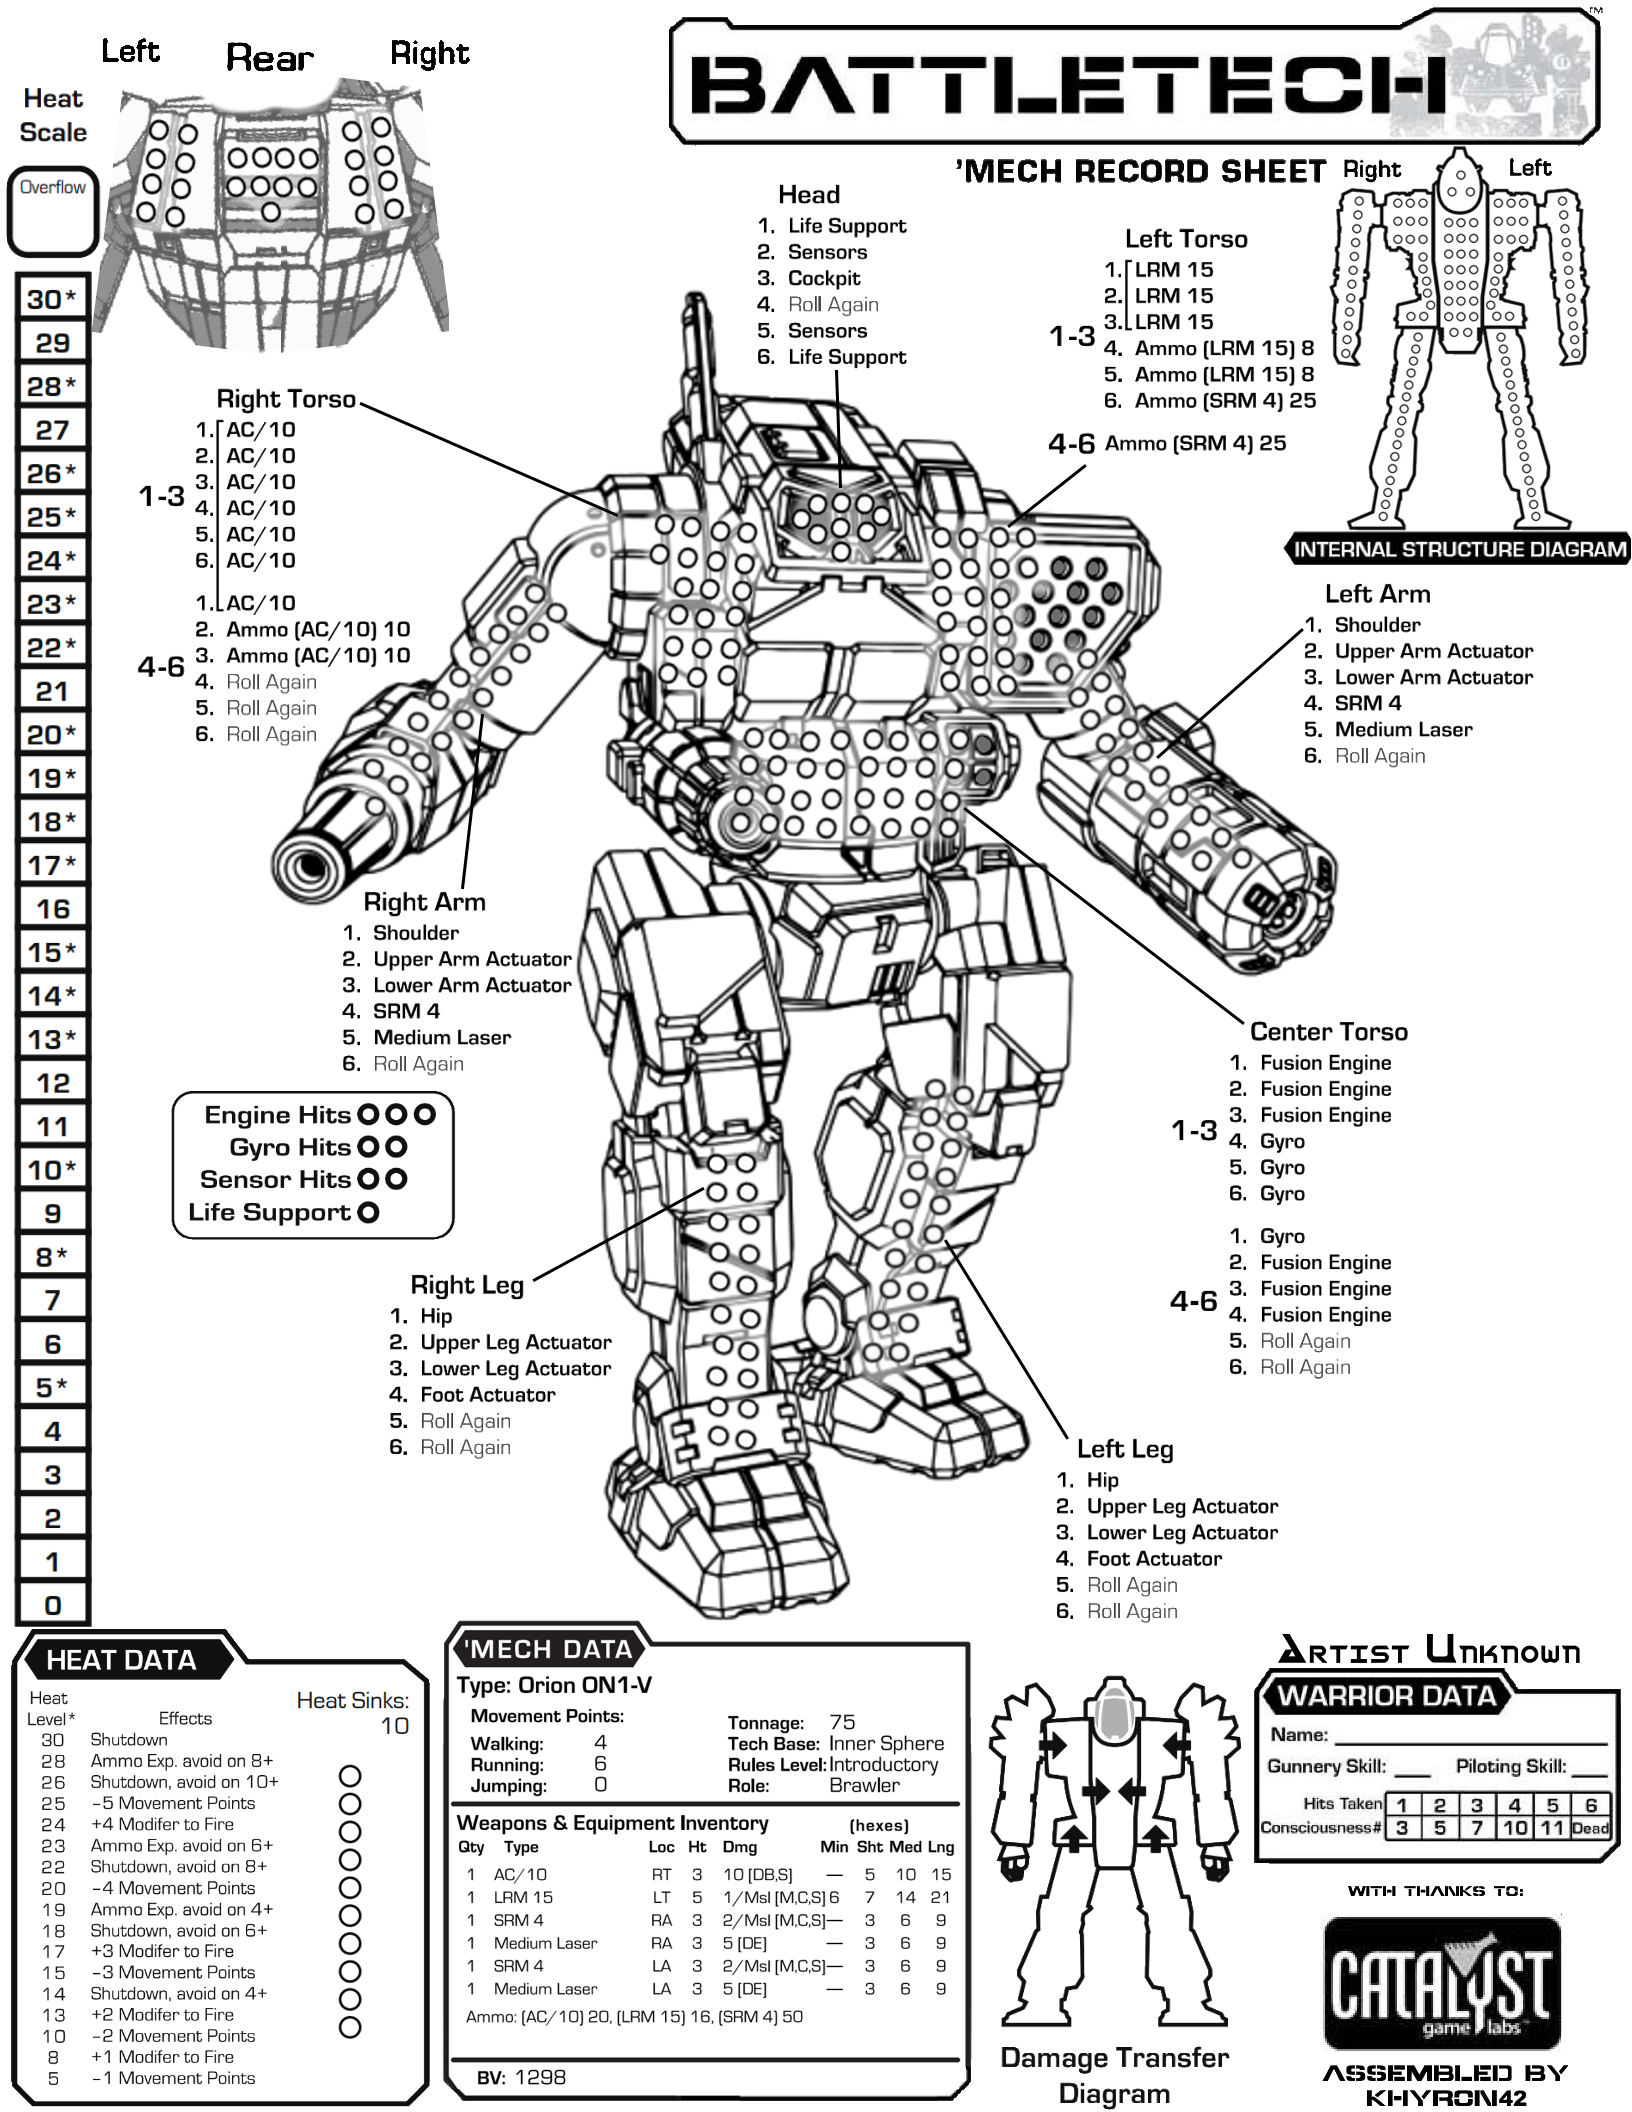 Left Rear Right
Heat
Scale
Overflow
30*
29
28*
27
26*
25*
24*
23*
22*
21
20*
19*
18*
17*
16
15*
14*
13*
12
11
10*
9
8*
7
6
5*
4
3
2
1
0
BATTLETECH
TM
'MECH RECORD SHEET
Right Left
INTERNAL STRUCTURE DIAGRAM
Head
1. Life Support
2. Sensors
3. Cockpit
4. Roll Again
5. Sensors
6. Life Support
Left Torso
1-3
1. LRM 15
2. LRM 15
3. LRM 15
4. Ammo (LRM 15) 8
5. Ammo (LRM 15) 8
6. Ammo (SRM 4) 25
4-6 Ammo (SRM 4) 25
Right Torso
1-3
1. AC/10
2. AC/10
3. AC/10
4. AC/10
5. AC/10
6. AC/10
4-6
1. AC/10
2. Ammo (AC/10) 10
3. Ammo (AC/10) 10
4. Roll Again
5. Roll Again
6. Roll Again
Left Arm
1. Shoulder
2. Upper Arm Actuator
3. Lower Arm Actuator
4. SRM 4
5. Medium Laser
6. Roll Again
Right Arm
1. Shoulder
2. Upper Arm Actuator
3. Lower Arm Actuator
4. SRM 4
5. Medium Laser
6. Roll Again
Engine Hits
Gyro Hits
Sensor Hits
Life Support
Center Torso
1-3
1. Fusion Engine
2. Fusion Engine
3. Fusion Engine
4. Gyro
5. Gyro
6. Gyro
4-6
1. Gyro
2. Fusion Engine
3. Fusion Engine
4. Fusion Engine
5. Roll Again
6. Roll Again
Right Leg
1. Hip
2. Upper Leg Actuator
3. Lower Leg Actuator
4. Foot Actuator
5. Roll Again
6. Roll Again
Left Leg
1. Hip
2. Upper Leg Actuator
3. Lower Leg Actuator
4. Foot Actuator
5. Roll Again
6. Roll Again
HEAT DATA
Heat Level* Effects
Heat Sinks:
10
30 Shutdown
28 Ammo Exp. avoid on 8+
26 Shutdown, avoid on 10+
25 -5 Movement Points
24 +4 Modifer to Fire
23 Ammo Exp. avoid on 6+
22 Shutdown, avoid on 8+
20 -4 Movement Points
19 Ammo Exp. avoid on 4+
18 Shutdown, avoid on 6+
17 +3 Modifer to Fire
15 -3 Movement Points
14 Shutdown, avoid on 4+
13 +2 Modifer to Fire
10 -2 Movement Points
8 +1 Modifer to Fire
5 -1 Movement Points
'MECH DATA
Type: Orion ON1-V
Movement Points:
Walking: 4
Running: 6
Jumping: 0
Tonnage: 75
Tech Base: Inner Sphere
Rules Level: Introductory
Role: Brawler
Weapons & Equipment Inventory (hexes)
Qty Type Loc Ht Dmg Min Sht Med Lng
1 AC/10 RT 3 10 [DB,S] — 5 10 15
1 LRM 15 LT 5 1/Msl [M,C,S] 6 7 14 21
1 SRM 4 RA 3 2/Msl [M,C,S] — 3 6 9
1 Medium Laser RA 3 5 [DE] — 3 6 9
1 SRM 4 LA 3 2/Msl [M,C,S] — 3 6 9
1 Medium Laser LA 3 5 [DE] — 3 6 9
Ammo: (AC/10) 20, (LRM 15) 16, (SRM 4) 50
BV: 1298
Damage Transfer
Diagram
Artist Unknown
WARRIOR DATA
Name:
Gunnery Skill: Piloting Skill:
Hits Taken 1 2 3 4 5 6
Consciousness# 3 5 7 10 11 Dead
WITH THANKS TO:
CATALYST
game labs
ASSEMBLED BY
KHYRON42